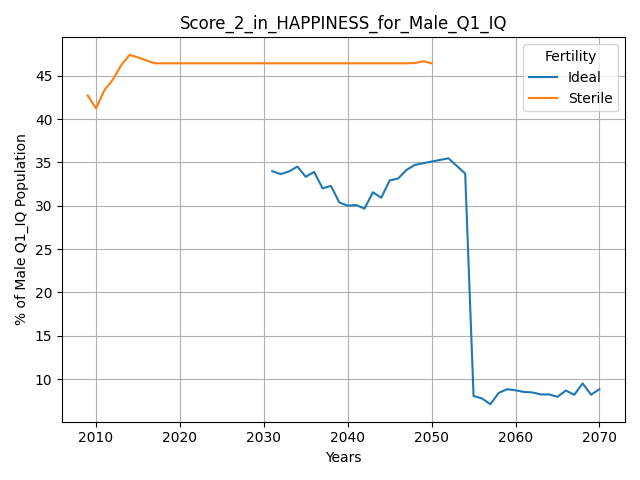 Score_2_in_HAPPINESS_for_Male_Q1_IQ
% of Male Q1_IQ Population
45
40
35
30
25
20
15
10
Fertility
Ideal
Sterile
2010 2020 2030 2040 2050 2060 2070
Years